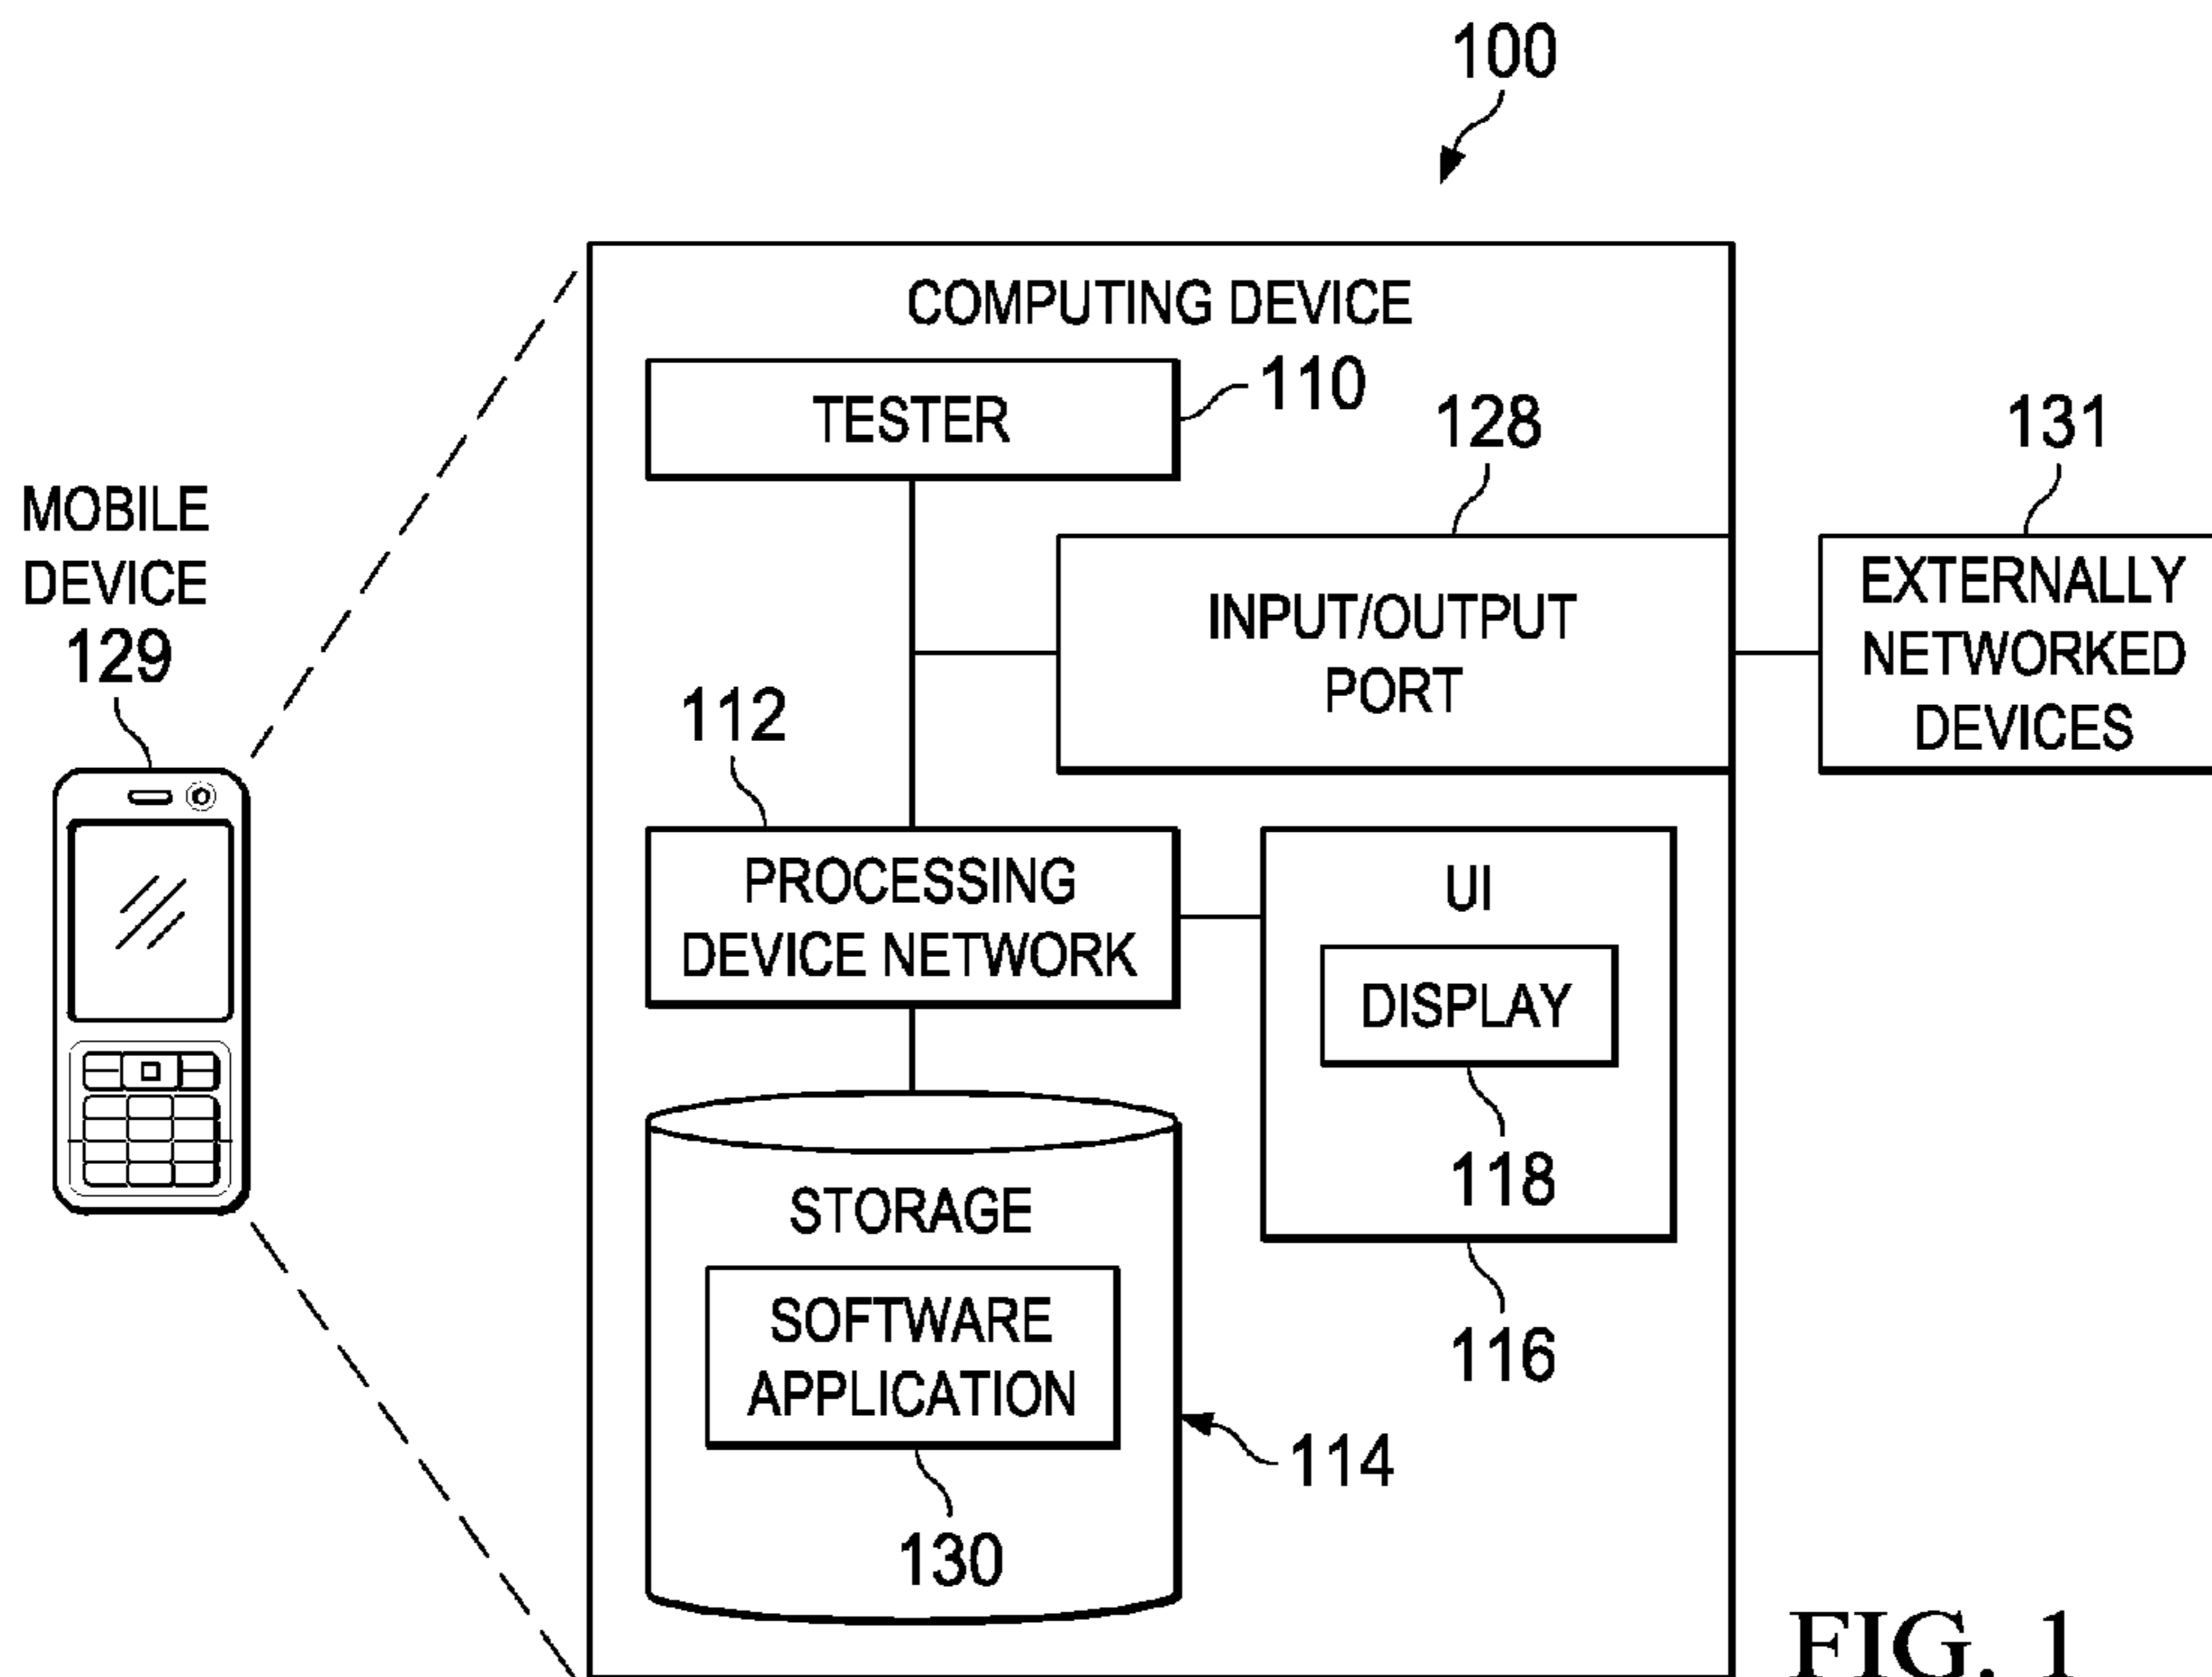 100
COMPUTING DEVICE
TESTER
110
128
131
MOBILE
DEVICE
129
INPUT/OUTPUT
PORT
EXTERNALLY
NETWORKED
DEVICES
112
PROCESSING
DEVICE NETWORK
UI
DISPLAY
118
116
STORAGE
SOFTWARE
APPLICATION
114
130
FIG. 1